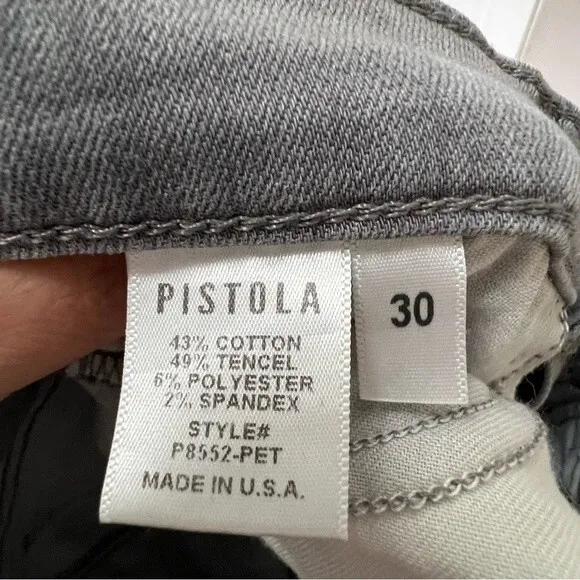 PISTOLA
43% COTTON
49% TENCEL
6% POLYESTER
2% SPANDEX
STYLE#
P8552-PET
MADE IN U.S.A.
30